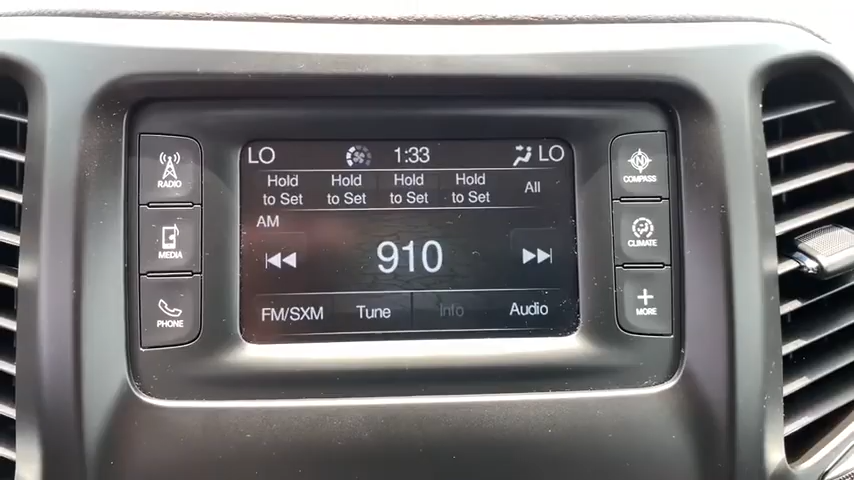 LO 1:33 LO
Hold Hold Hold Hold
to Set to Set to Set to Set All
AM
910
FM/SXM Tune Info Audio
RADIO
MEDIA
PHONE
N
COMPASS
CLIMATE
MORE